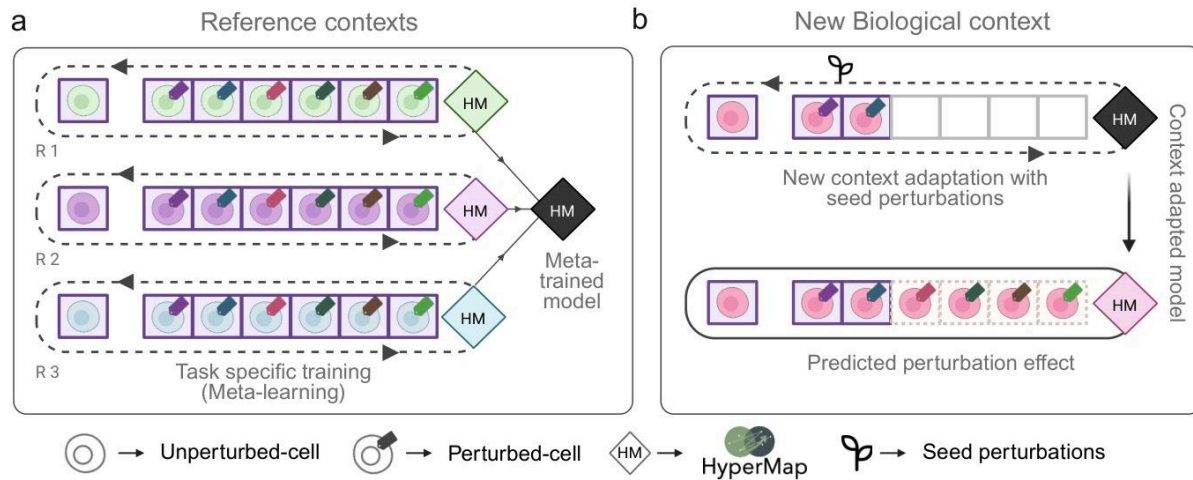 a
Reference contexts
HM
R 1
HM
HM
R 2
Meta-
trained
model
HM
R 3
Task specific training
(Meta-learning)
b
New Biological context
HM
New context adaptation with
seed perturbations
Context adapted model
HM
Predicted perturbation effect
Unperturbed-cell
Perturbed-cell
HM
HyperMap
Seed perturbations